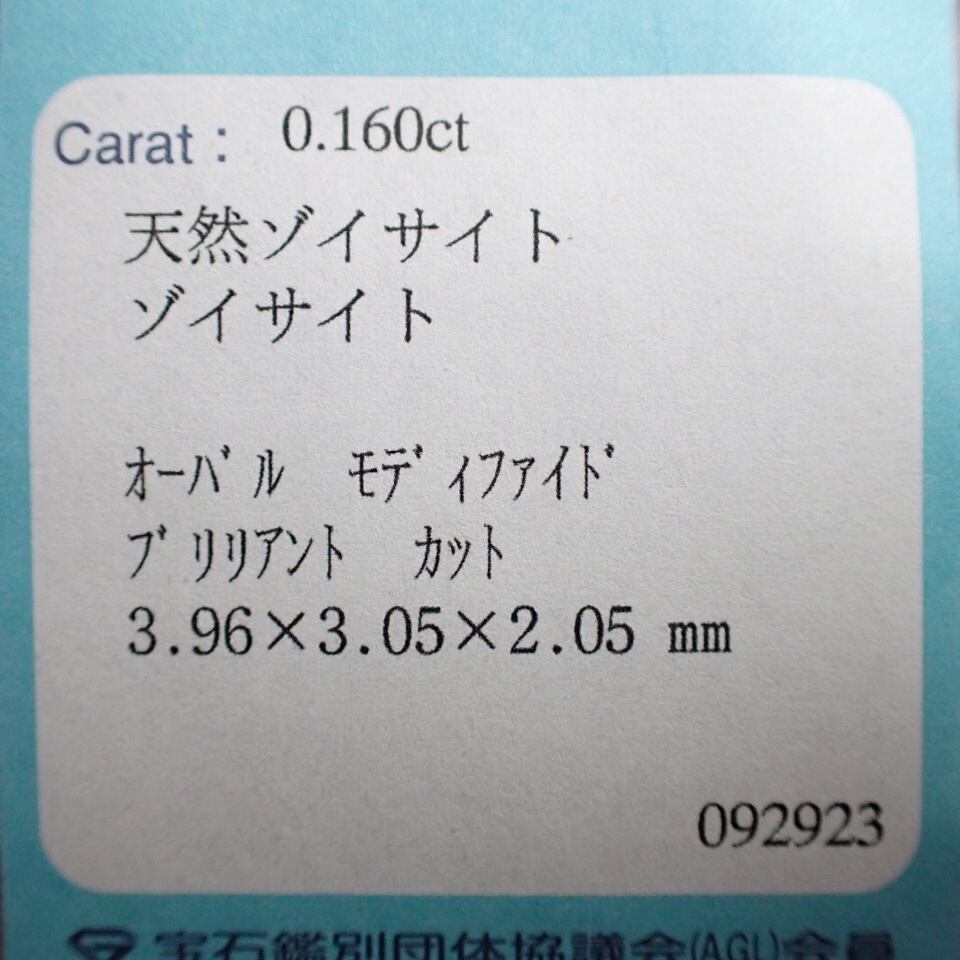 Carat： 0.160ct
天然ゾイサイト
ゾイサイト
ｵｰﾊﾞﾙ　ﾓﾃﾞｨﾌｧｲﾄﾞ
ﾌﾞﾘﾘｱﾝﾄ　ｶｯﾄ
3.96×3.05×2.05 mm
092923
宝石鑑別団体協議会(AGL)会員